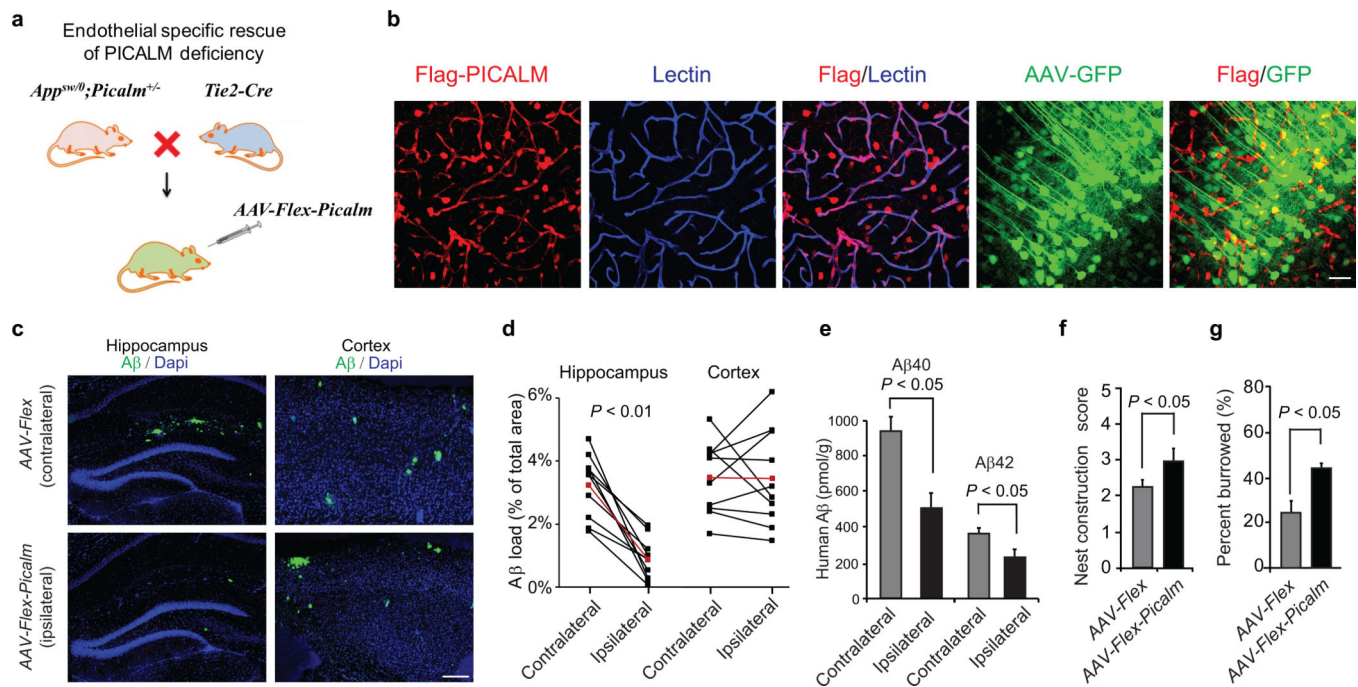 a
Endothelial specific rescue
of PICALM deficiency
Appsw/0;Picalm+/-
Tie2-Cre
AAV-Flex-Picalm
b
Flag-PICALM
Lectin
Flag/Lectin
AAV-GFP
Flag/GFP
c
Hippocampus
Aβ / Dapi
Cortex
Aβ / Dapi
AAV-Flex
(contralateral)
AAV-Flex-Picalm
(ipsilateral)
d
Hippocampus
Cortex
P < 0.01
Aβ load (% of total area)
6%
4%
2%
0%
Contralateral
Ipsilateral
Contralateral
Ipsilateral
e
Aβ40
P < 0.05
Aβ42
P < 0.05
Human Aβ (pmol/g)
1000
800
600
400
200
0
Contralateral
Ipsilateral
Contralateral
Ipsilateral
f
P < 0.05
Nest construction score
5
4
3
2
1
0
AAV-Flex
AAV-Flex-Picalm
g
P < 0.05
Percent burrowed (%)
80
60
40
20
0
AAV-Flex
AAV-Flex-Picalm